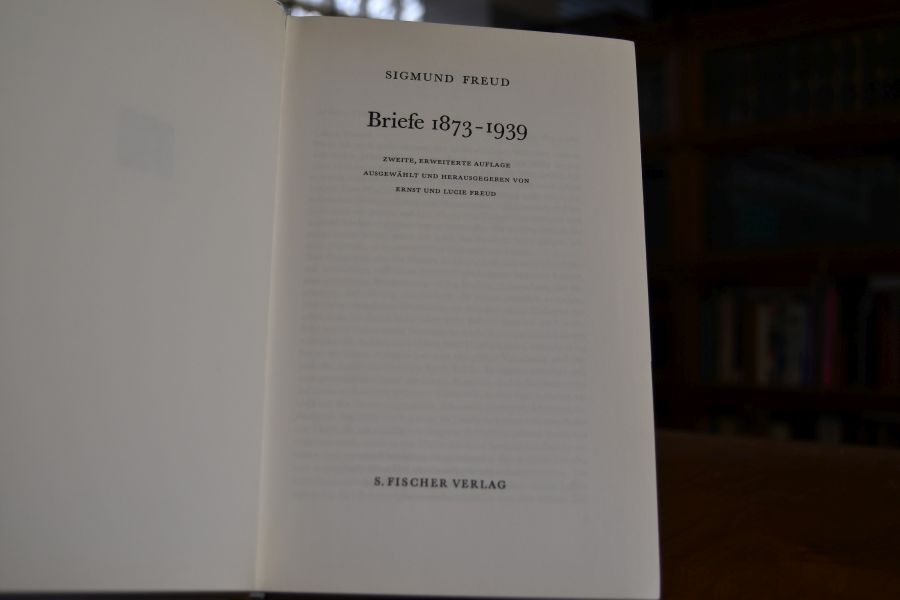 SIGMUND FREUD
Briefe 1873-1939
ZWEITE, ERWEITERTE AUFLAGE
AUSGEWÄHLT UND HERAUSGEGEBEN VON
ERNST UND LUCIE FREUD
S. FISCHER VERLAG